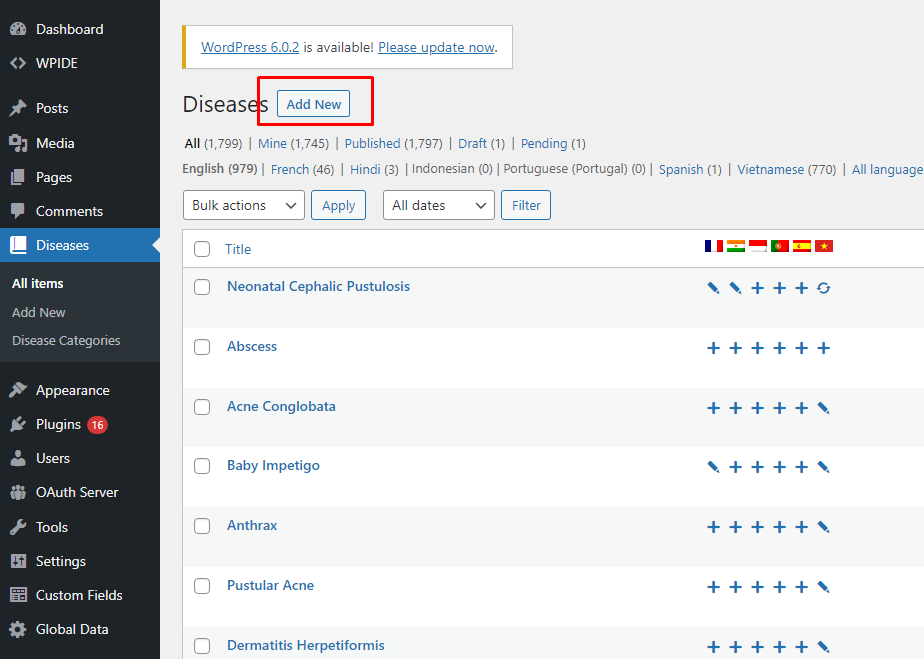 Dashboard
WPIDE
Posts
Media
Pages
Comments
Diseases
All items
Add New
Disease Categories
Appearance
Plugins 16
Users
OAuth Server
Tools
Settings
Custom Fields
Global Data
WordPress 6.0.2 is available! Please update now.
Diseases Add New
All (1,799) | Mine (1,745) | Published (1,797) | Draft (1) | Pending (1)
English (979) | French (46) | Hindi (3) | Indonesian (0) | Portuguese (Portugal) (0) | Spanish (1) | Vietnamese (770) | All language
Bulk actions Apply All dates Filter
Title
Neonatal Cephalic Pustulosis
Abscess
Acne Conglobata
Baby Impetigo
Anthrax
Pustular Acne
Dermatitis Herpetiformis